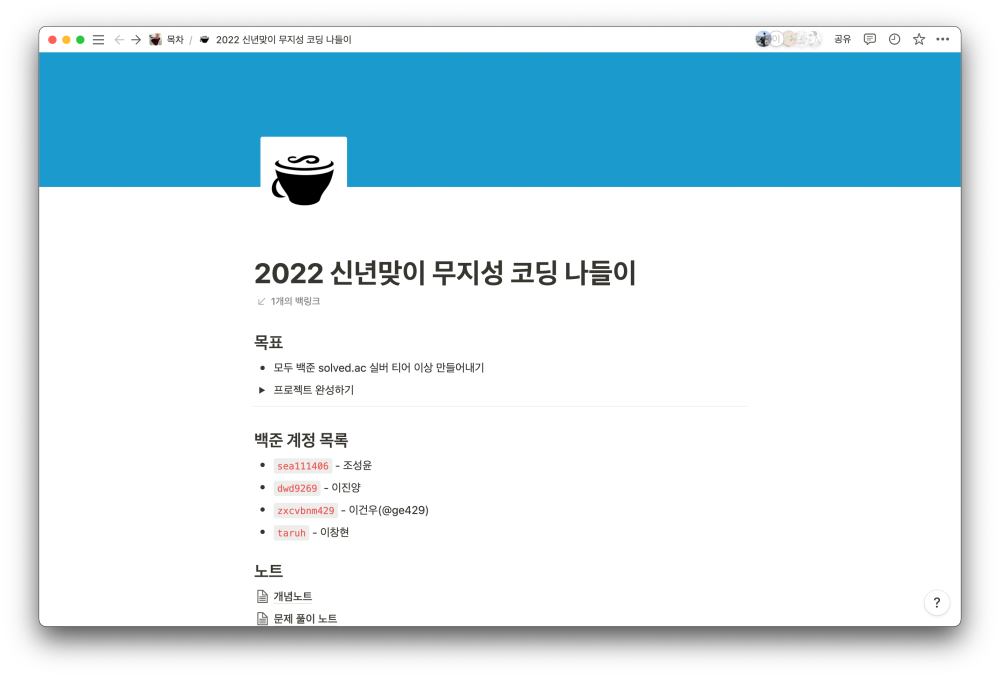 목차 / 2022 신년맞이 무지성 코딩 나들이
이 공유
2022 신년맞이 무지성 코딩 나들이
1개의 백링크
목표
모두 백준 solved.ac 실버 티어 이상 만들어내기
프로젝트 완성하기
백준 계정 목록
sea111406 - 조성윤
dwd9269 - 이진양
zxcvbnm429 - 이건우(@ge429)
taruh - 이창현
노트
개념노트
문제 풀이 노트
?